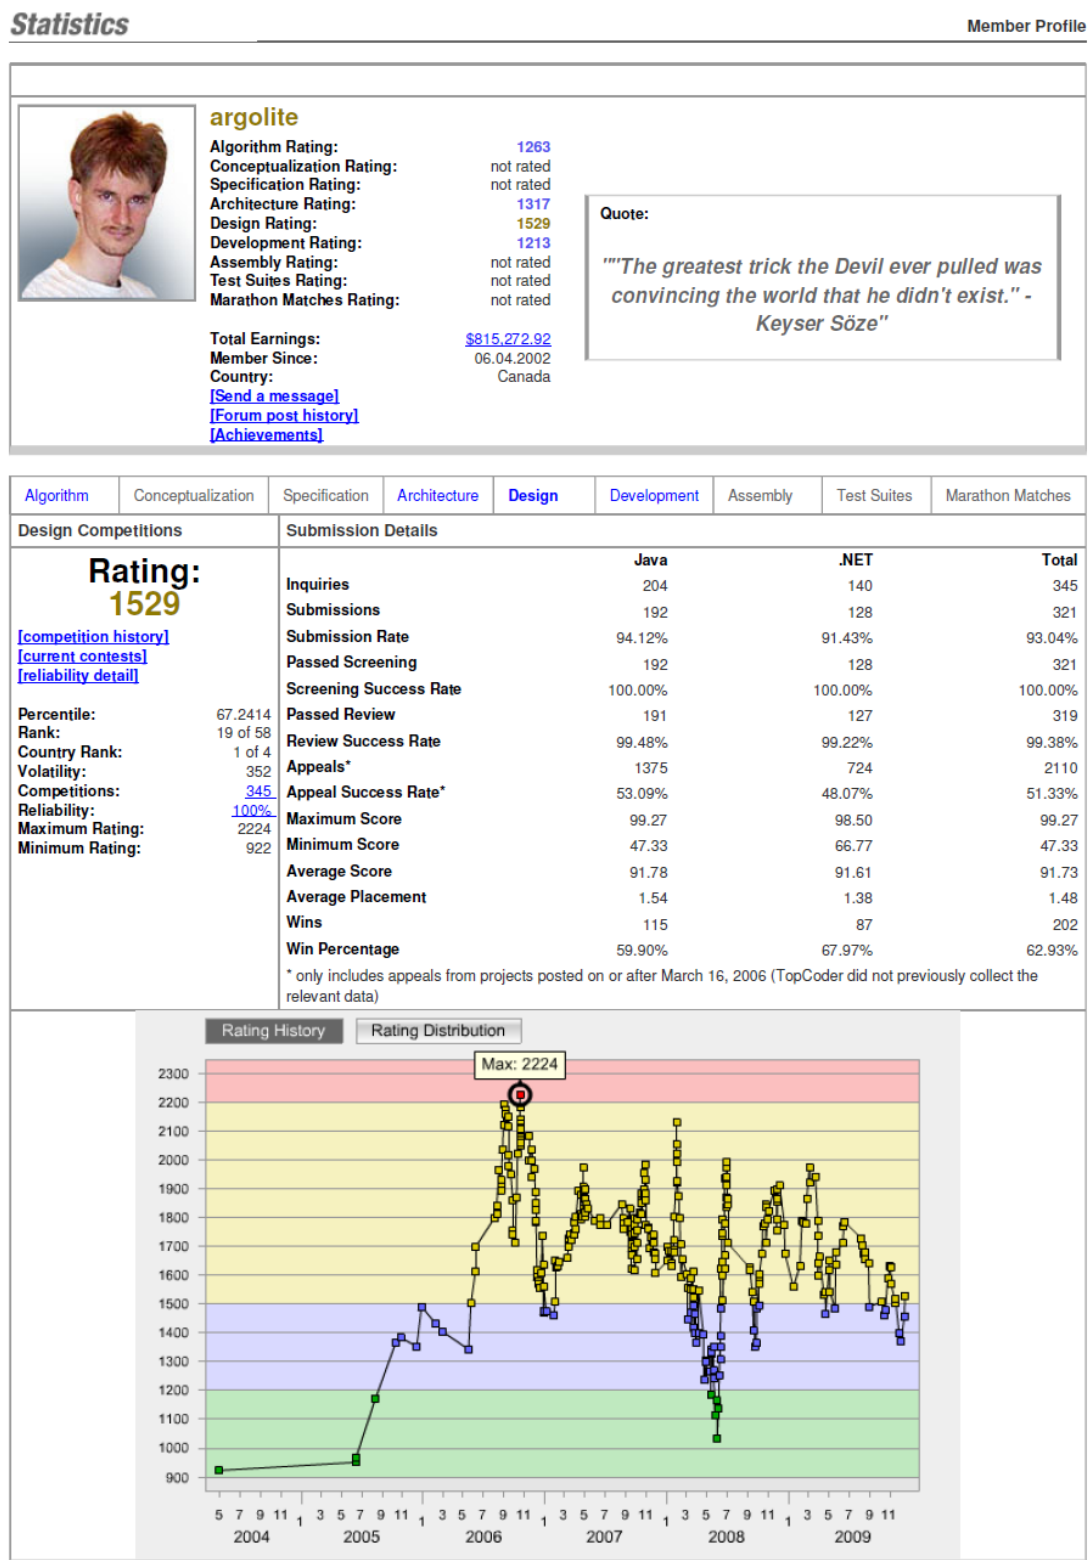 Statistics Member Profile
argolite
Algorithm Rating: 1263
Conceptualization Rating: not rated
Specification Rating: not rated
Architecture Rating: 1317
Design Rating: 1529
Development Rating: 1213
Assembly Rating: not rated
Test Suites Rating: not rated
Marathon Matches Rating: not rated
Total Earnings: $815,272.92
Member Since: 06.04.2002
Country: Canada
[Send a message]
[Forum post history]
[Achievements]
Quote:
""The greatest trick the Devil ever pulled was
convincing the world that he didn't exist." -
Keyser Söze"
Algorithm Conceptualization Specification Architecture Design Development Assembly Test Suites Marathon Matches
Design Competitions
Rating:
1529
[competition history]
[current contests]
[reliability detail]
Percentile: 67.2414
Rank: 19 of 58
Country Rank: 1 of 4
Volatility: 352
Competitions: 345
Reliability: 100%
Maximum Rating: 2224
Minimum Rating: 922
Submission Details
Java .NET Total
Inquiries 204 140 345
Submissions 192 128 321
Submission Rate 94.12% 91.43% 93.04%
Passed Screening 192 128 321
Screening Success Rate 100.00% 100.00% 100.00%
Passed Review 191 127 319
Review Success Rate 99.48% 99.22% 99.38%
Appeals* 1375 724 2110
Appeal Success Rate* 53.09% 48.07% 51.33%
Maximum Score 99.27 98.50 99.27
Minimum Score 47.33 66.77 47.33
Average Score 91.78 91.61 91.73
Average Placement 1.54 1.38 1.48
Wins 115 87 202
Win Percentage 59.90% 67.97% 62.93%
* only includes appeals from projects posted on or after March 16, 2006 (TopCoder did not previously collect the
relevant data)
Rating History Rating Distribution
Max: 2224
2300
2200
2100
2000
1900
1800
1700
1600
1500
1400
1300
1200
1100
1000
900
5 7 9 11 1 3 5 7 9 11 1 3 5 7 9 11 1 3 5 7 9 11 1 3 5 7 9 11 1 3 5 7 9 11
2004 2005 2006 2007 2008 2009